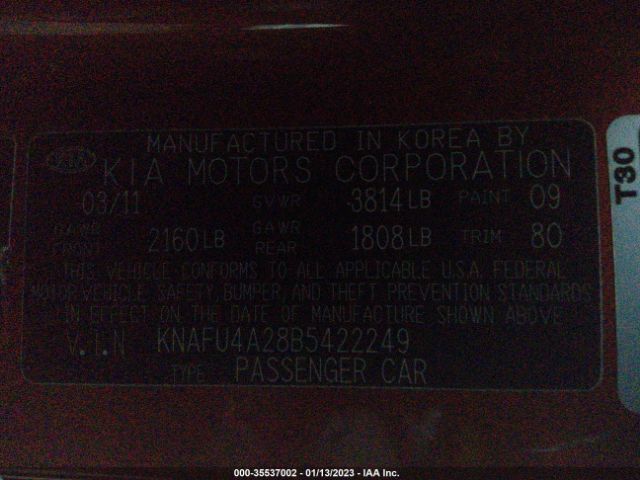 MANUFACTURED IN KOREA BY
KIA KIA MOTORS CORPORATION
03/11 GVWR 3814LB PAINT 09
GAWR FRONT 2160LB GAWR REAR 1808LB TRIM 80
THIS VEHICLE CONFORMS TO ALL APPLICABLE U.S.A. FEDERAL
MOTOR VEHICLE SAFETY, BUMPER, AND THEFT PREVENTION STANDARDS
IN EFFECT ON THE DATE OF MANUFACTURE SHOWN ABOVE
V.I.N KNAFU4A28B5422249
TYPE PASSENGER CAR
T30
000-35537002 - 01/13/2023 - IAA Inc.